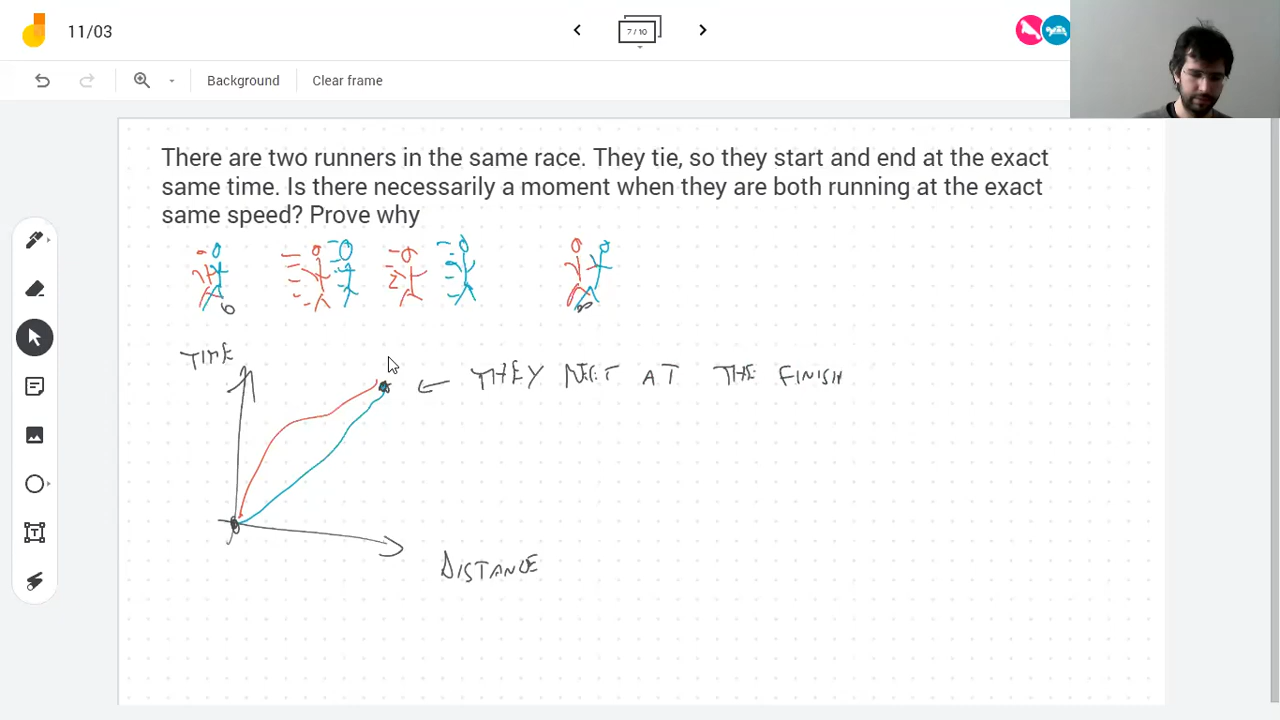 11/03
7 / 10
Background
Clear frame
There are two runners in the same race. They tie, so they start and end at the exact
same time. Is there necessarily a moment when they are both running at the exact
same speed? Prove why
TIME
← THEY MEET AT THE FINISH
DISTANCE